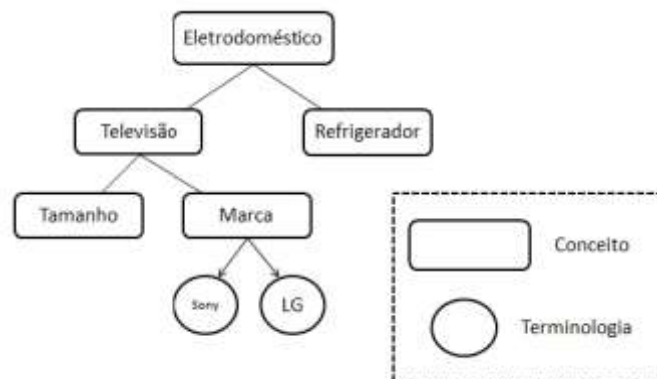 Eletrodoméstico
Televisão
Refrigerador
Tamanho
Marca
Sony
LG
Conceito
Terminologia